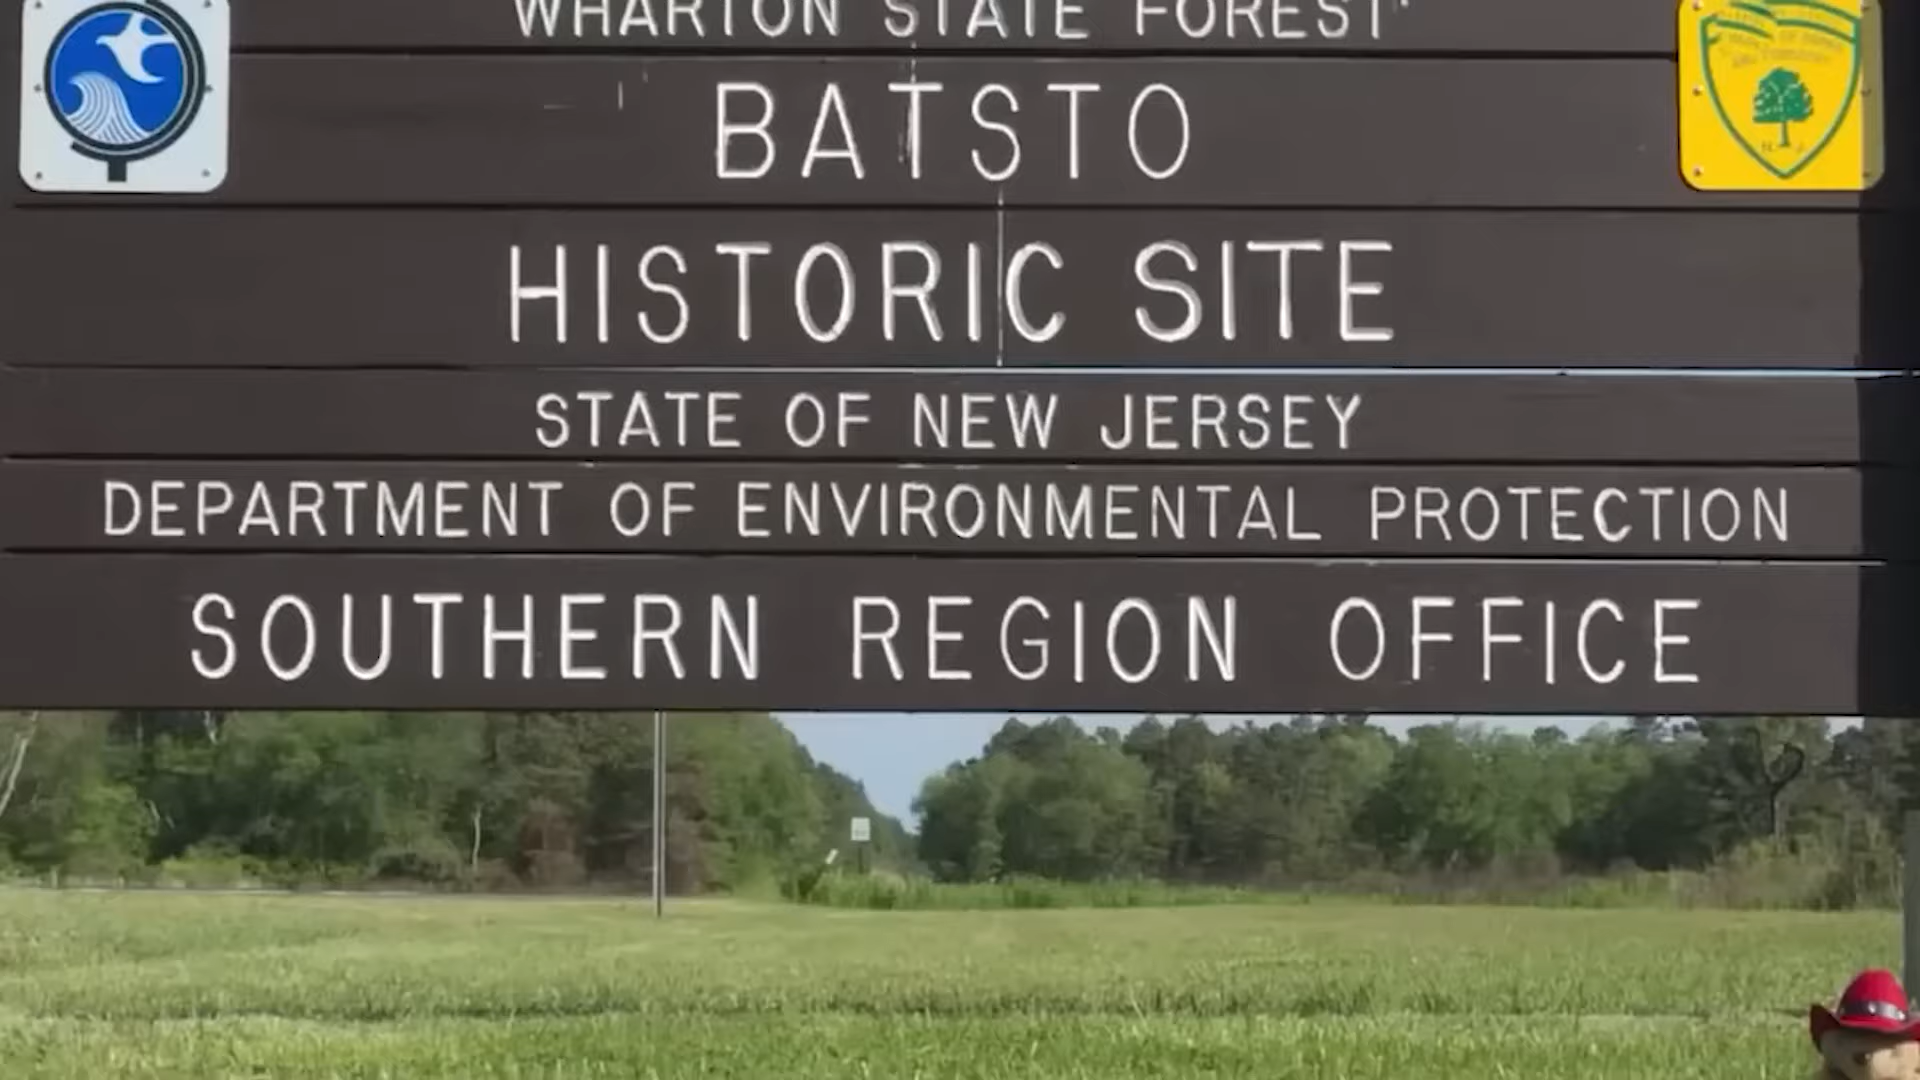 WHARTON STATE FOREST
BATSTO
HISTORIC SITE
STATE OF NEW JERSEY
DEPARTMENT OF ENVIRONMENTAL PROTECTION
SOUTHERN REGION OFFICE
N J